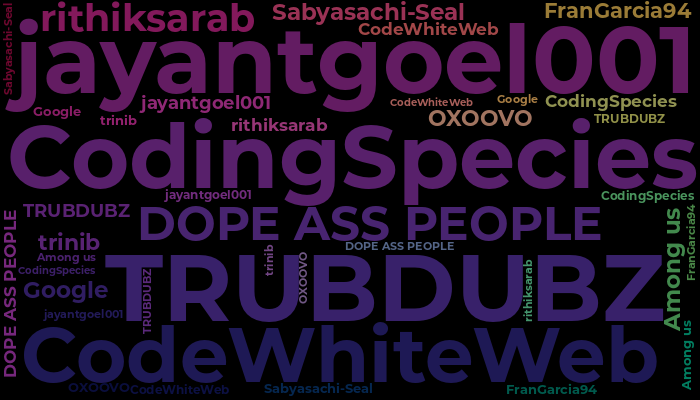 Sabyasachi-Seal
rithiksarab
Sabyasachi-Seal
FranGarcia94
CodeWhiteWeb
jayantgoel001
Google
trinib
jayantgoel001
rithiksarab
CodeWhiteWeb
Google
CodingSpecies
OXOOVO
TRUBDUBZ
CodingSpecies
jayantgoel001
CodingSpecies
TRUBDUBZ
DOPE ASS PEOPLE
DOPE ASS PEOPLE
DOPE ASS PEOPLE
Among us
FranGarcia94
trinib
Among us
CodingSpecies
Google
jayantgoel001
TRUBDUBZ
TRUBDUBZ
trinib
OXOOVO
rithiksarab
CodeWhiteWeb
Among us
OXOOVO
CodeWhiteWeb
Sabyasachi-Seal
FranGarcia94